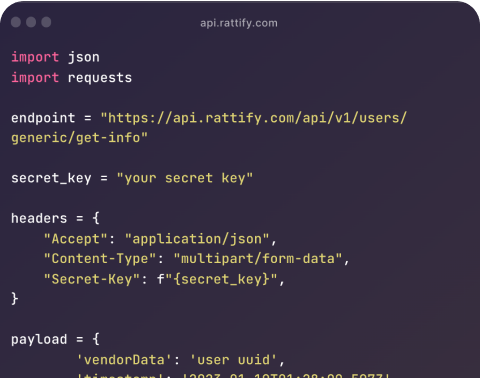 api.rattify.com
import json
import requests
endpoint = "https://api.rattify.com/api/v1/users/
generic/get-info"
secret_key = "your secret key"
headers = {
"Accept": "application/json",
"Content-Type": "multipart/form-data",
"Secret-Key": f"{secret_key}",
}
payload = {
'vendorData': 'user uuid',